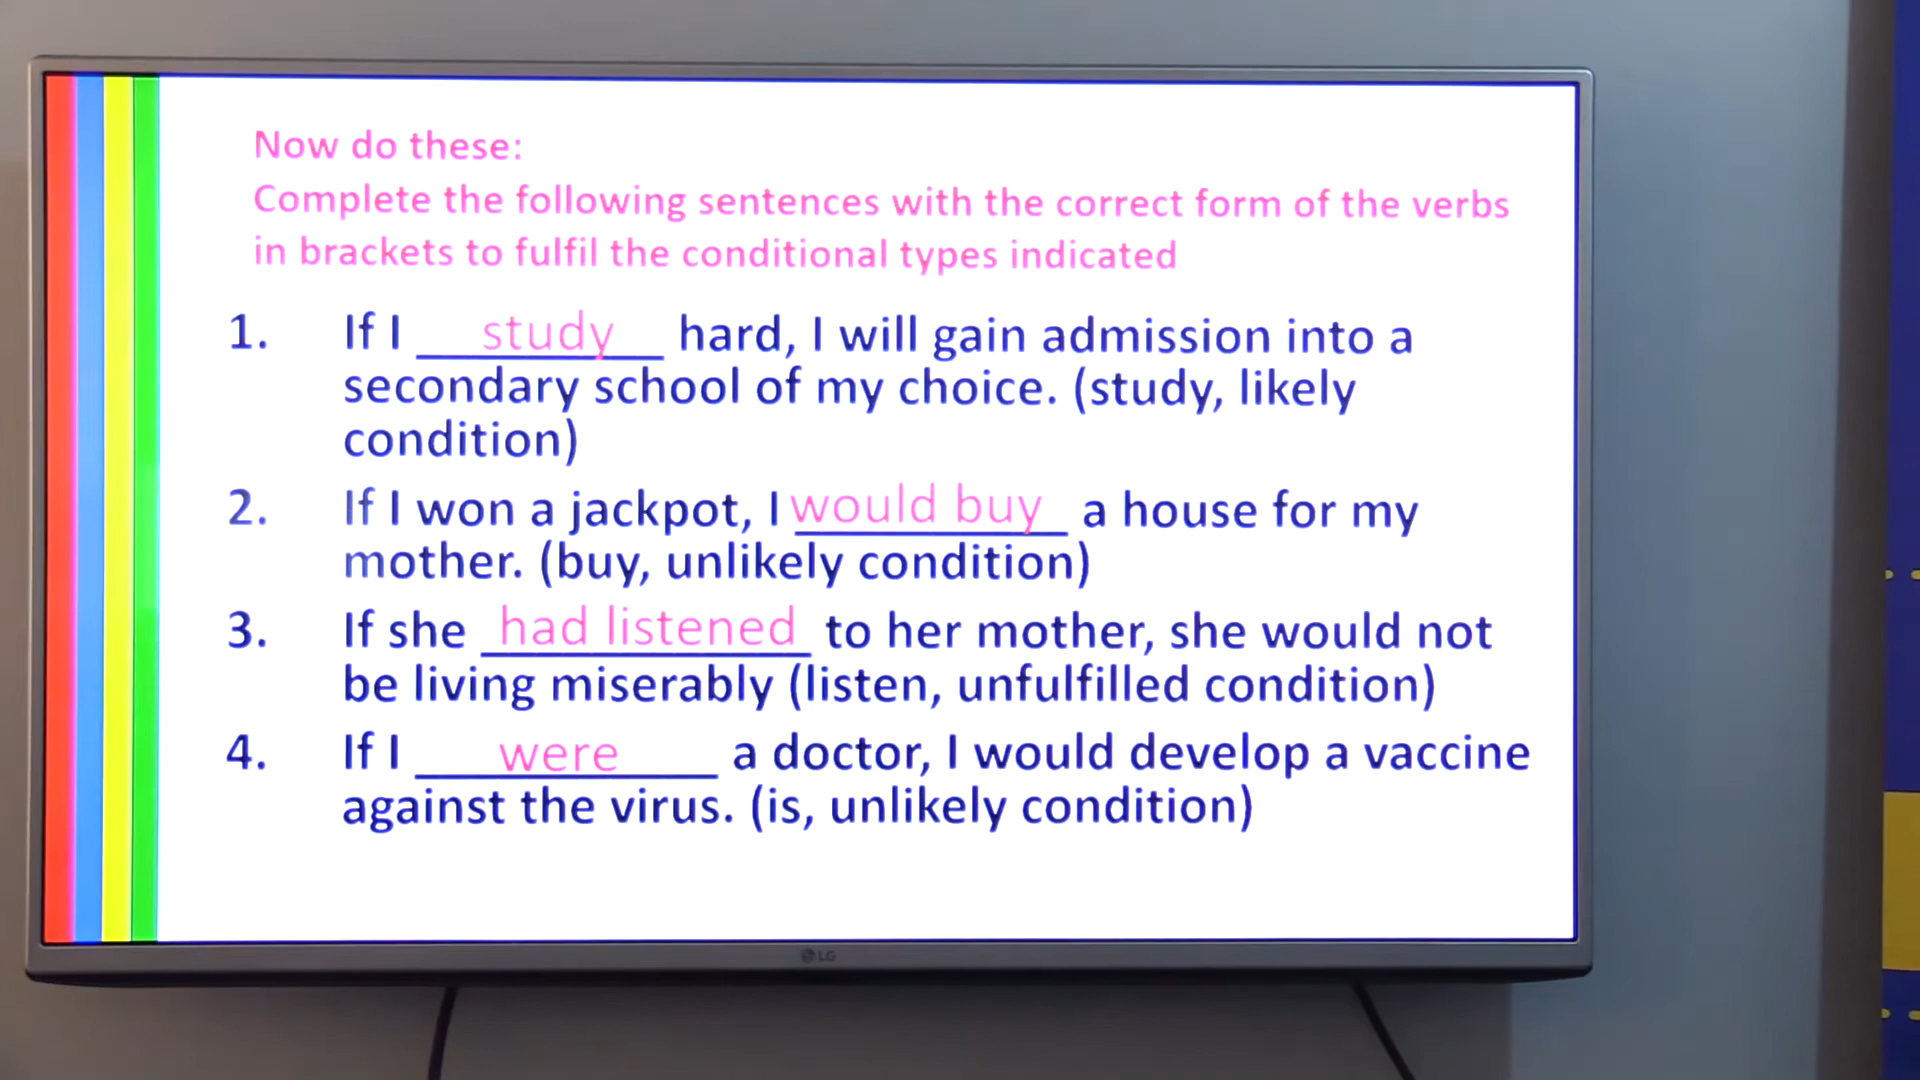 Now do these:
Complete the following sentences with the correct form of the verbs
in brackets to fulfil the conditional types indicated
1. If I study hard, I will gain admission into a
secondary school of my choice. (study, likely
condition)
2. If I won a jackpot, I would buy a house for my
mother. (buy, unlikely condition)
3. If she had listened to her mother, she would not
be living miserably (listen, unfulfilled condition)
4. If I were a doctor, I would develop a vaccine
against the virus. (is, unlikely condition)
LG